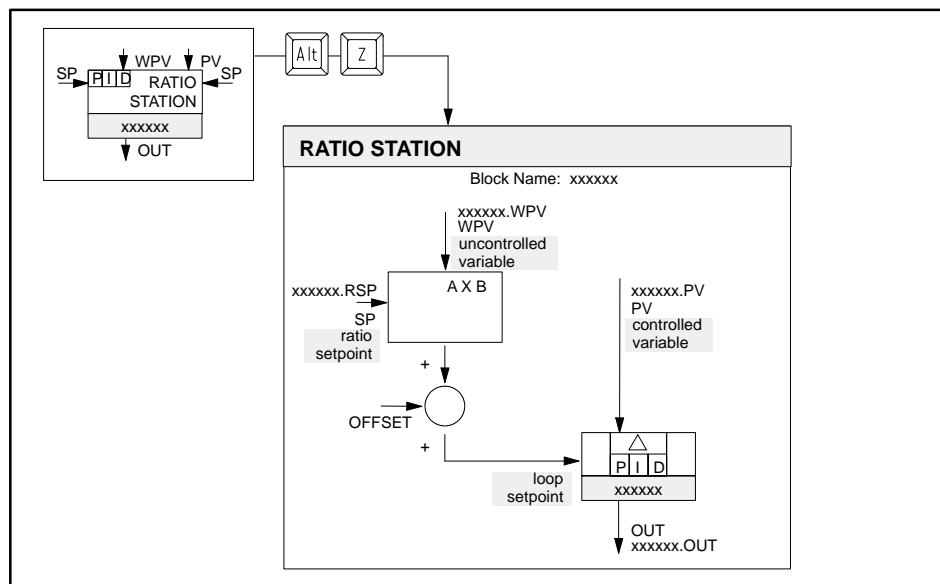 WPV PV
SP SP
P I D RATIO
STATION
xxxxxx
OUT
Alt Z
RATIO STATION
Block Name: xxxxxx
xxxxxx.WPV
WPV
uncontrolled
variable
A X B
xxxxxx.RSP
SP
ratio
setpoint
xxxxxx.PV
PV
controlled
variable
+
OFFSET
+
P I D
loop
setpoint
xxxxxx
OUT
xxxxxx.OUT